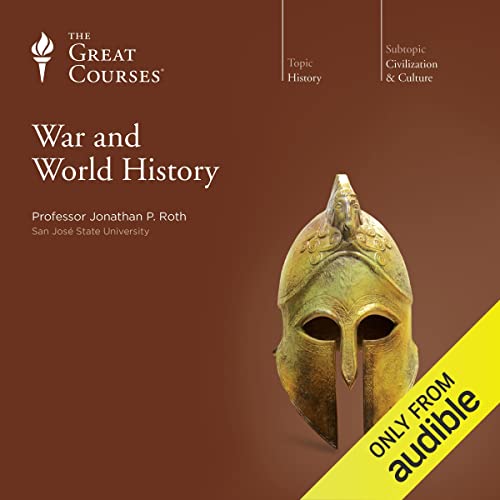 THE
GREAT
COURSES®
Topic
History
Subtopic
Civilization
& Culture
War and
World History
Professor Jonathan P. Roth
San José State University
ONLY FROM
audible